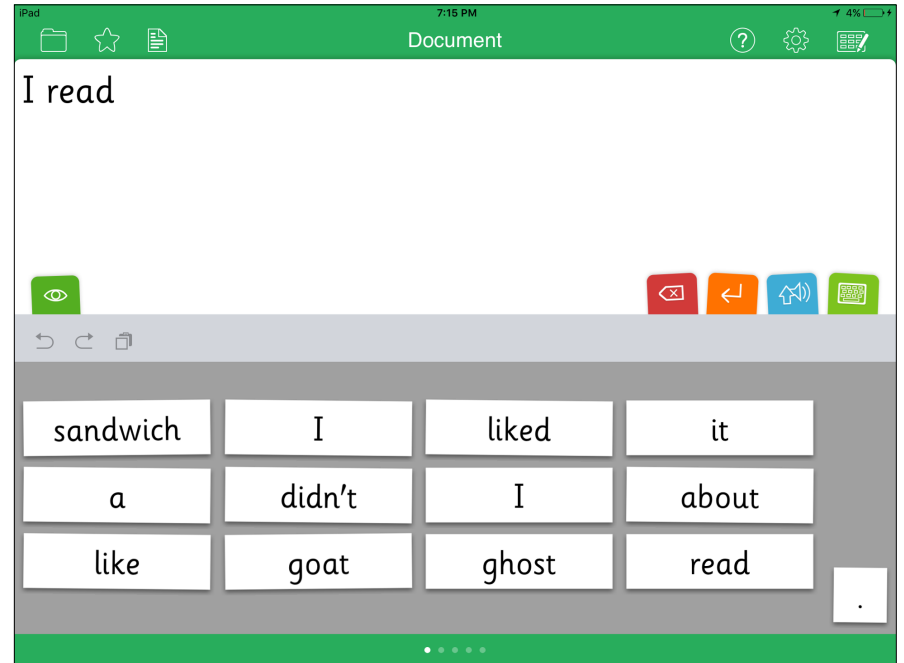 iPad 7:15 PM 4%
Document
I read
sandwich I liked it
a didn't I about
like goat ghost read
.